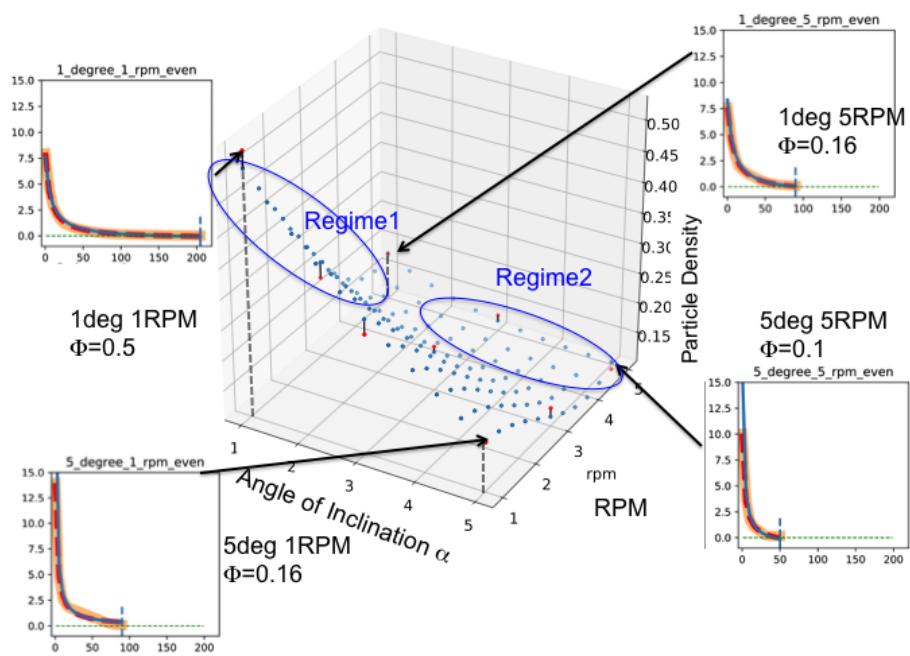 1_degree_1_rpm_even
15.0
12.5
10.0
7.5
5.0
2.5
0.0
0 50 100 150 200
1deg 1RPM
Φ=0.5
1_degree_5_rpm_even
15.0
12.5
10.0
7.5
5.0
2.5
0.0
0 50 100 150 200
1deg 5RPM
Φ=0.16
Regime1
Regime2
0.50
0.45
0.40
0.35
0.30
0.25
0.20
0.15
Particle Density
1
2
3
4
5
Angle of Inclination α
1
2
3
4
5
rpm
RPM
5_degree_1_rpm_even
15.0
12.5
10.0
7.5
5.0
2.5
0.0
0 50 100 150 200
5deg 1RPM
Φ=0.16
5deg 5RPM
Φ=0.1
5_degree_5_rpm_even
15.0
12.5
10.0
7.5
5.0
2.5
0.0
0 50 100 150 200